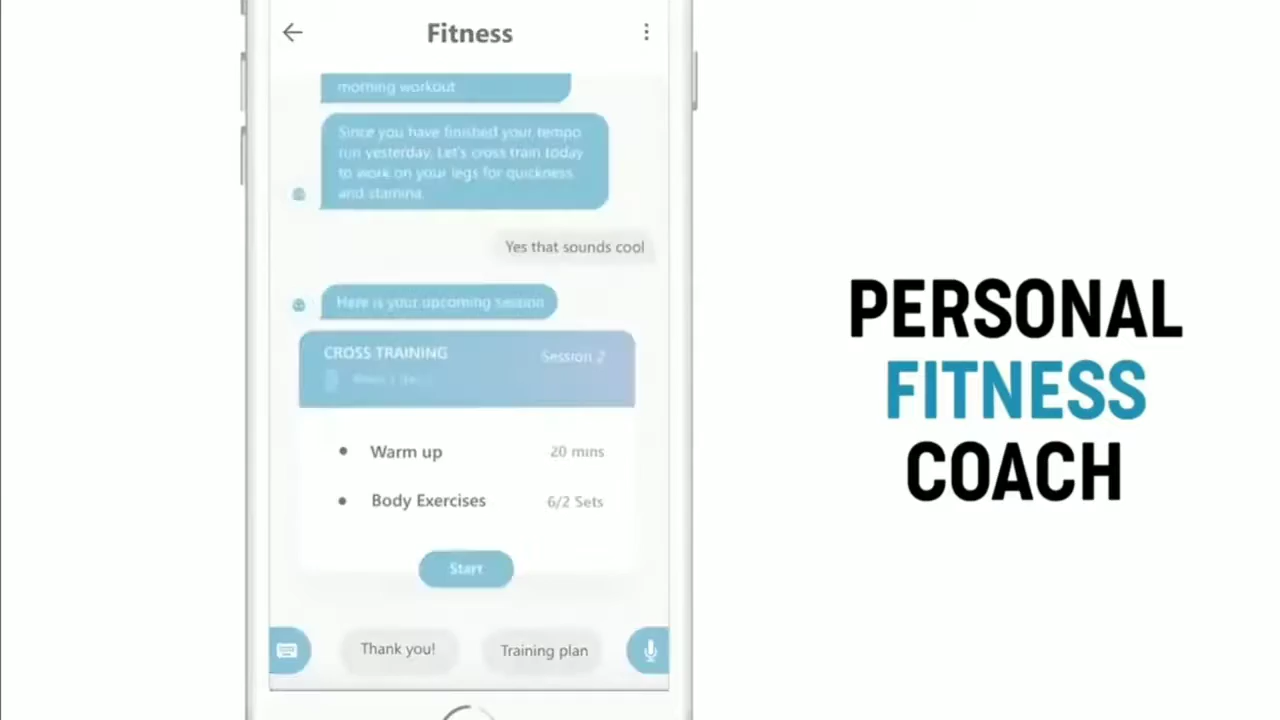 Fitness
morning workout
Since you have finished your tempo
run yesterday. Let's cross train today
to work on your legs for quickness
and stamina.
Yes that sounds cool
Here is your upcoming session
CROSS TRAINING
Session 2
Warm up
20 mins
Body Exercises
6/2 Sets
Start
Thank you!
Training plan
PERSONAL
FITNESS
COACH